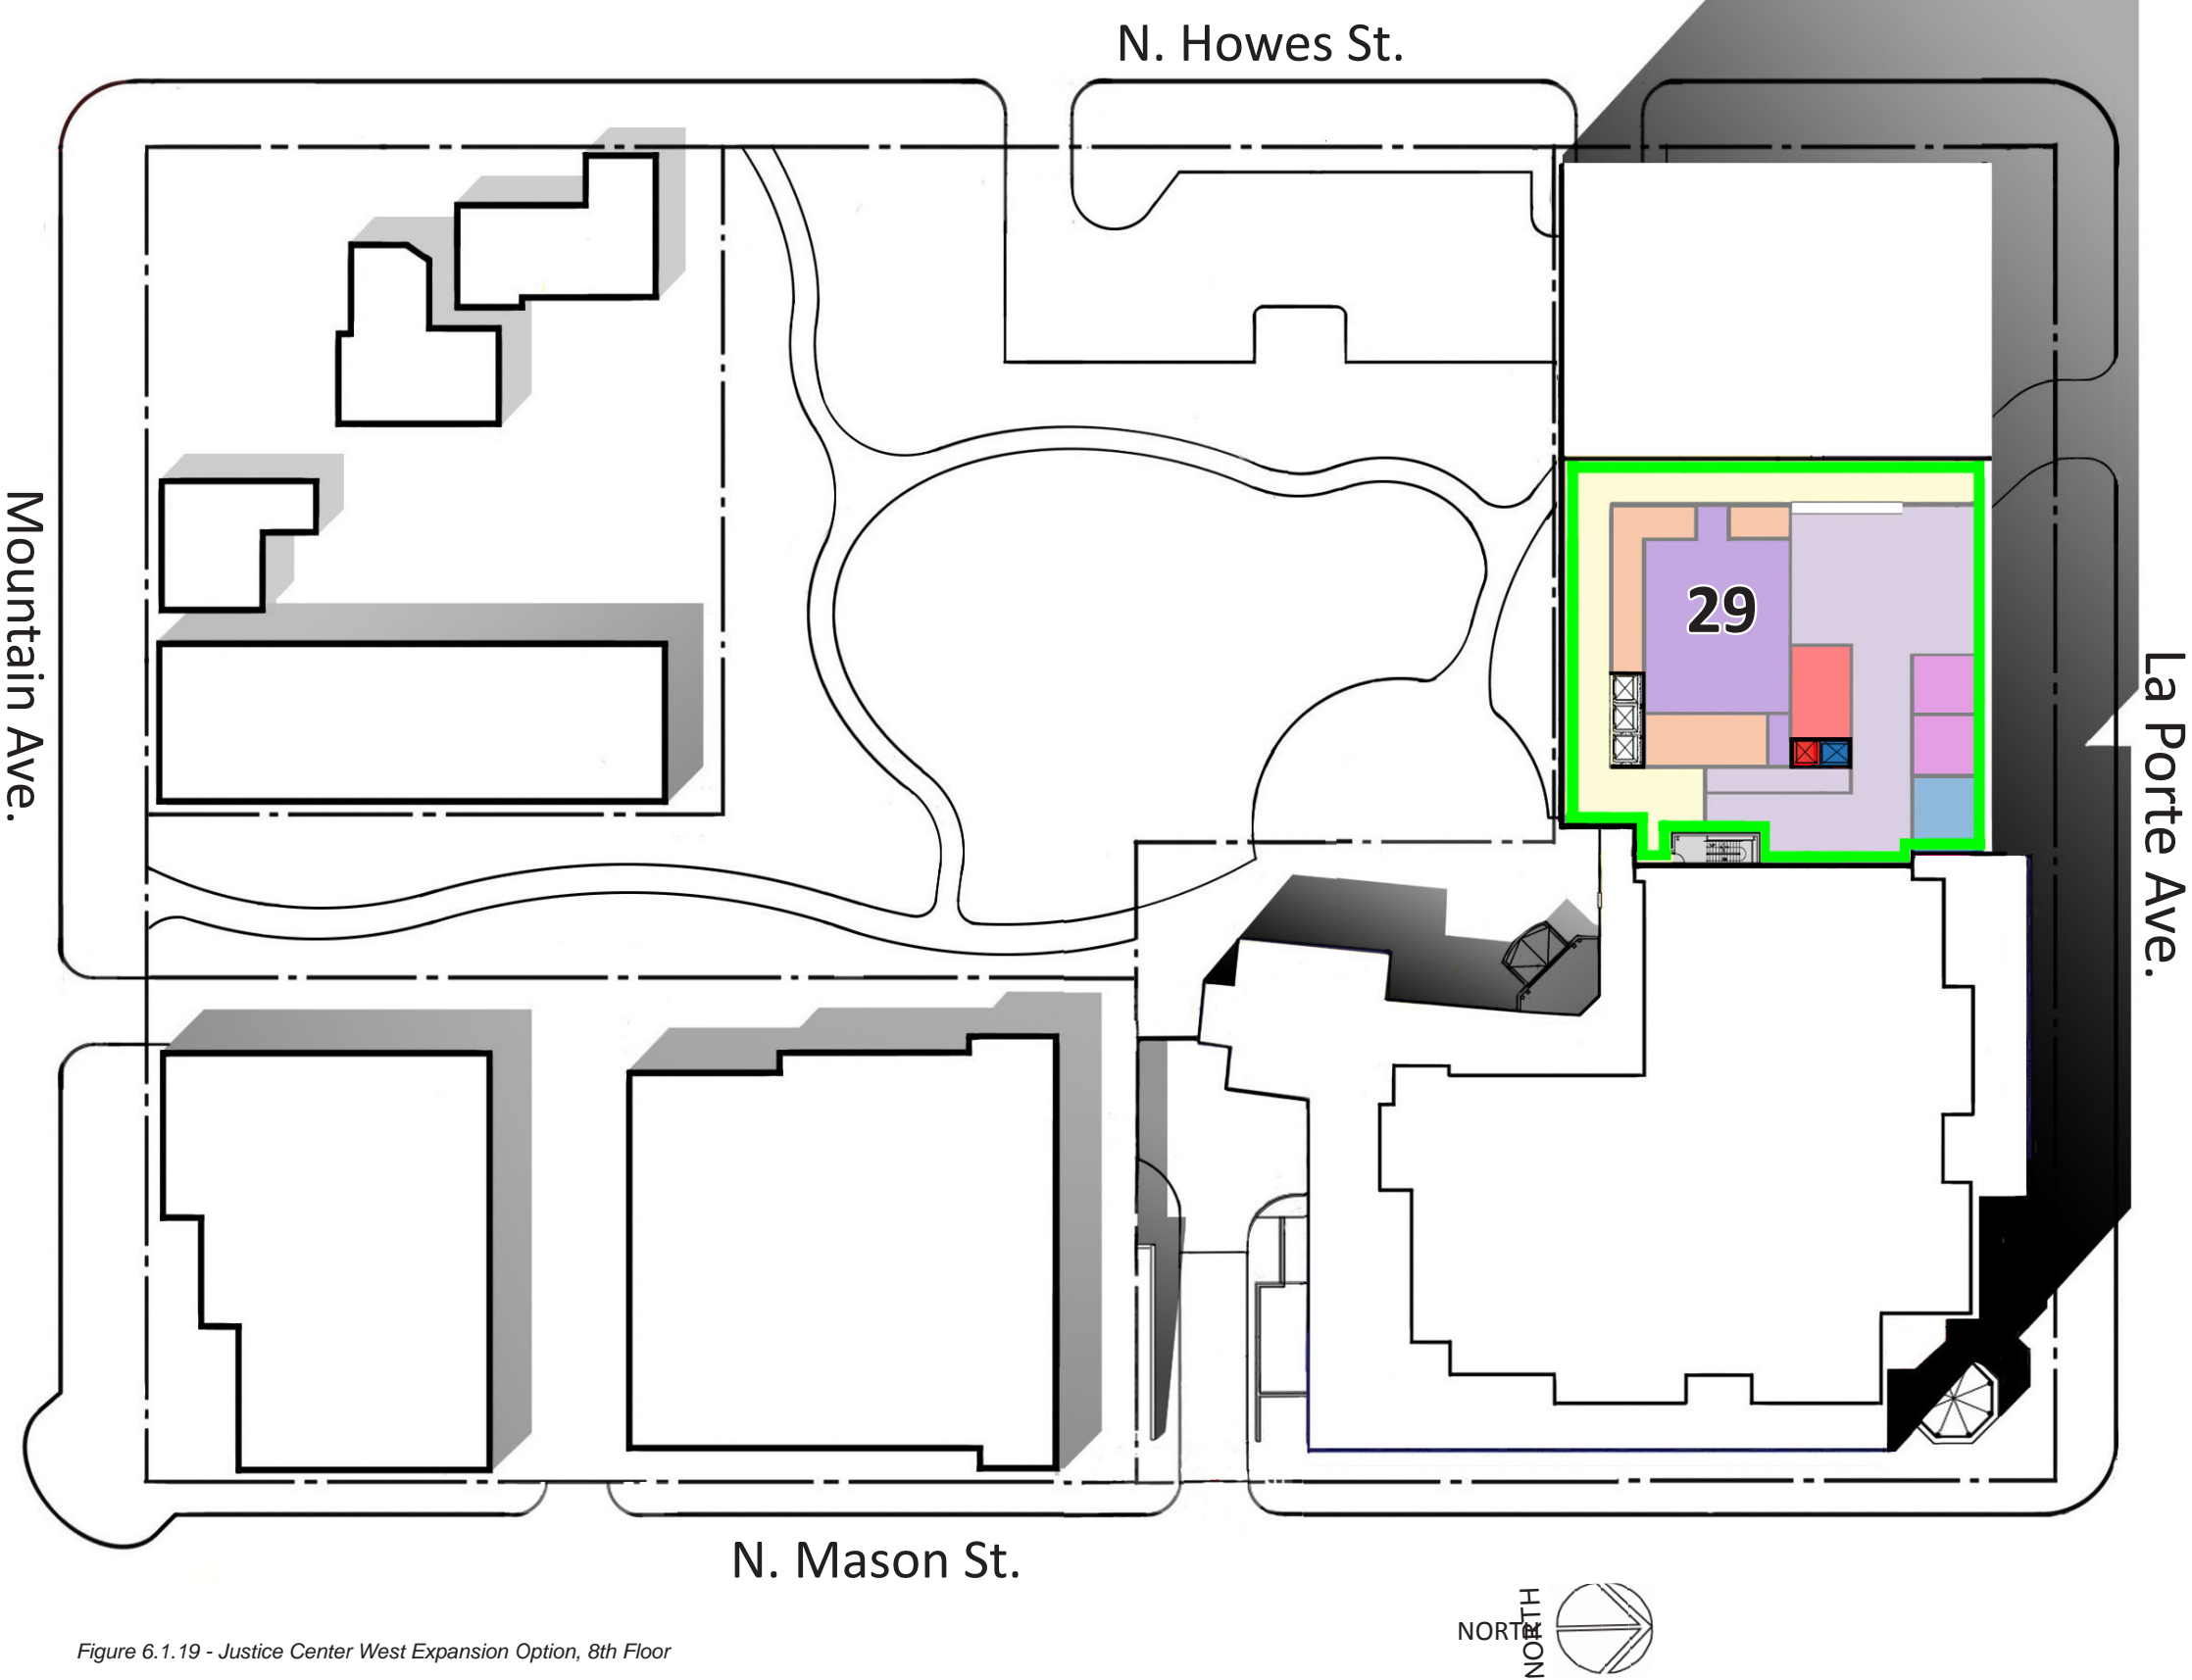 N. Howes St.
Mountain Ave.
29
La Porte Ave.
N. Mason St.
NORTH
NORTH
Figure 6.1.19 - Justice Center West Expansion Option, 8th Floor